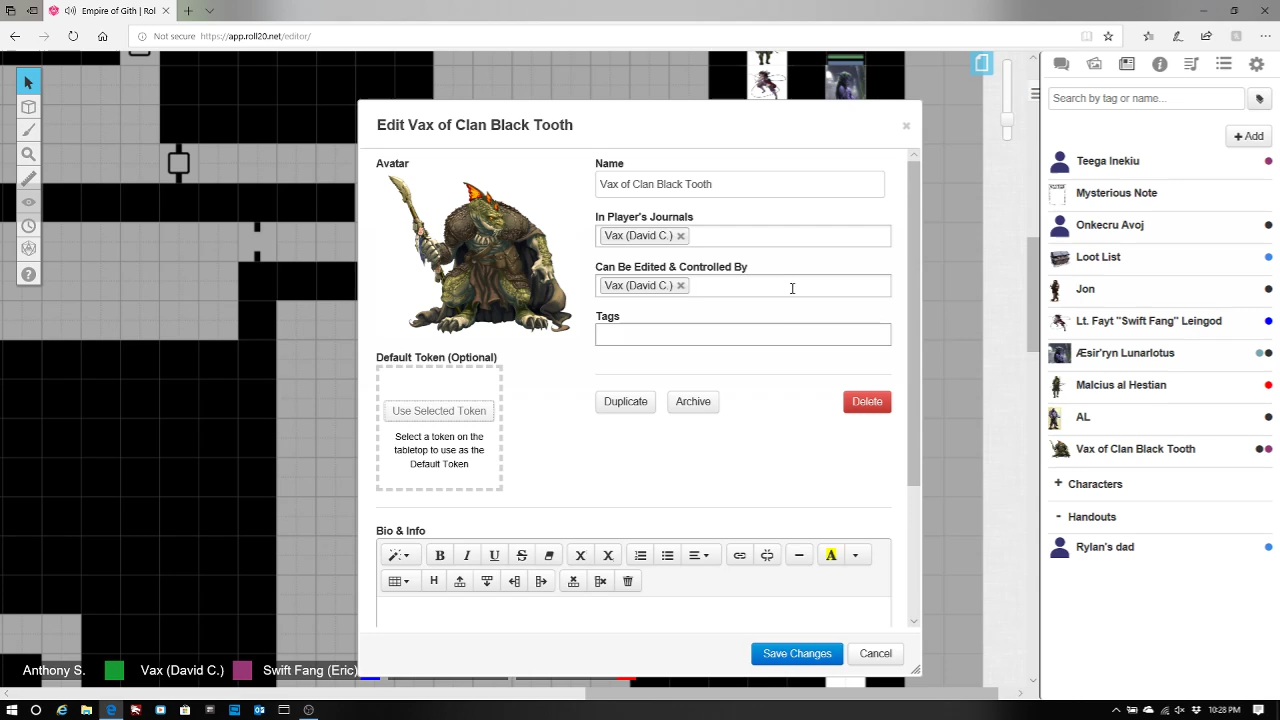 Empire of Gith | Rol
Not secure https://app.roll20.net/editor/
Search by tag or name...
+ Add
Teega Inekiu
Mysterious Note
Onkecru Avoj
Loot List
Jon
Lt. Fayt "Swift Fang" Leingod
Æsir'ryn Lunarlotus
Malcius al Hestian
AL
Vax of Clan Black Tooth
+ Characters
- Handouts
Rylan's dad
Edit Vax of Clan Black Tooth
Avatar
Name
Vax of Clan Black Tooth
In Player's Journals
Vax (David C.)
Can Be Edited & Controlled By
Vax (David C.)
Tags
Default Token (Optional)
Use Selected Token
Select a token on the
tabletop to use as the
Default Token
Duplicate
Archive
Delete
Bio & Info
B I U S X X A
H
Save Changes
Cancel
Anthony S. Vax (David C.) Swift Fang (Eric)
10:28 PM